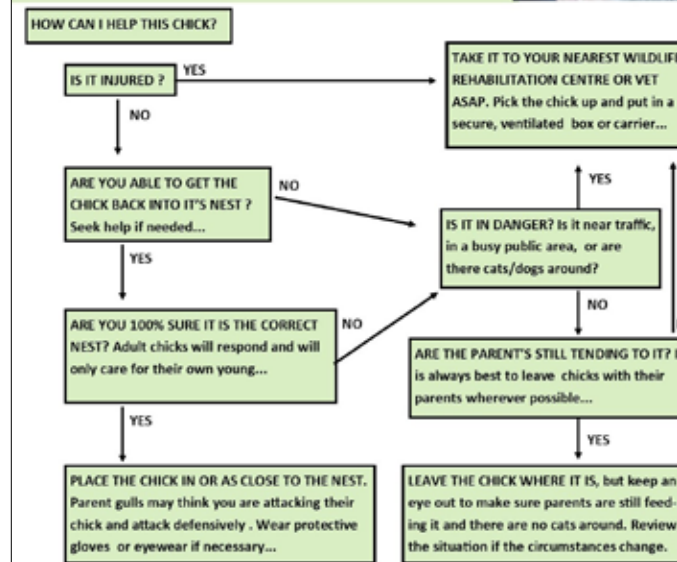 HOW CAN I HELP THIS CHICK?
IS IT INJURED ?
YES
TAKE IT TO YOUR NEAREST
REHABILITATION CENTRE OR VET
ASAP. Pick the chick up and put in a
secure, ventilated box or carrier...
NO
ARE YOU ABLE TO GET THE
CHICK BACK INTO IT'S NEST ?
Seek help if needed...
NO
YES
IS IT IN DANGER? Is it near traffic,
in a busy public area, or are
there cats/dogs around?
YES
ARE YOU 100% SURE IT IS THE CORRECT
NEST? Adult chicks will respond and will
only care for their own young...
NO
NO
ARE THE PARENT'S STILL TENDING TO IT?
is always best to leave chicks with their
parents wherever possible...
YES
YES
PLACE THE CHICK IN OR AS CLOSE TO THE NEST.
Parent gulls may think you are attacking their
chick and attack defensively . Wear protective
gloves or eyewear if necessary...
LEAVE THE CHICK WHERE IT IS, but keep an
eye out to make sure parents are still feed-
ing it and there are no cats around. Review
the situation if the circumstances change.